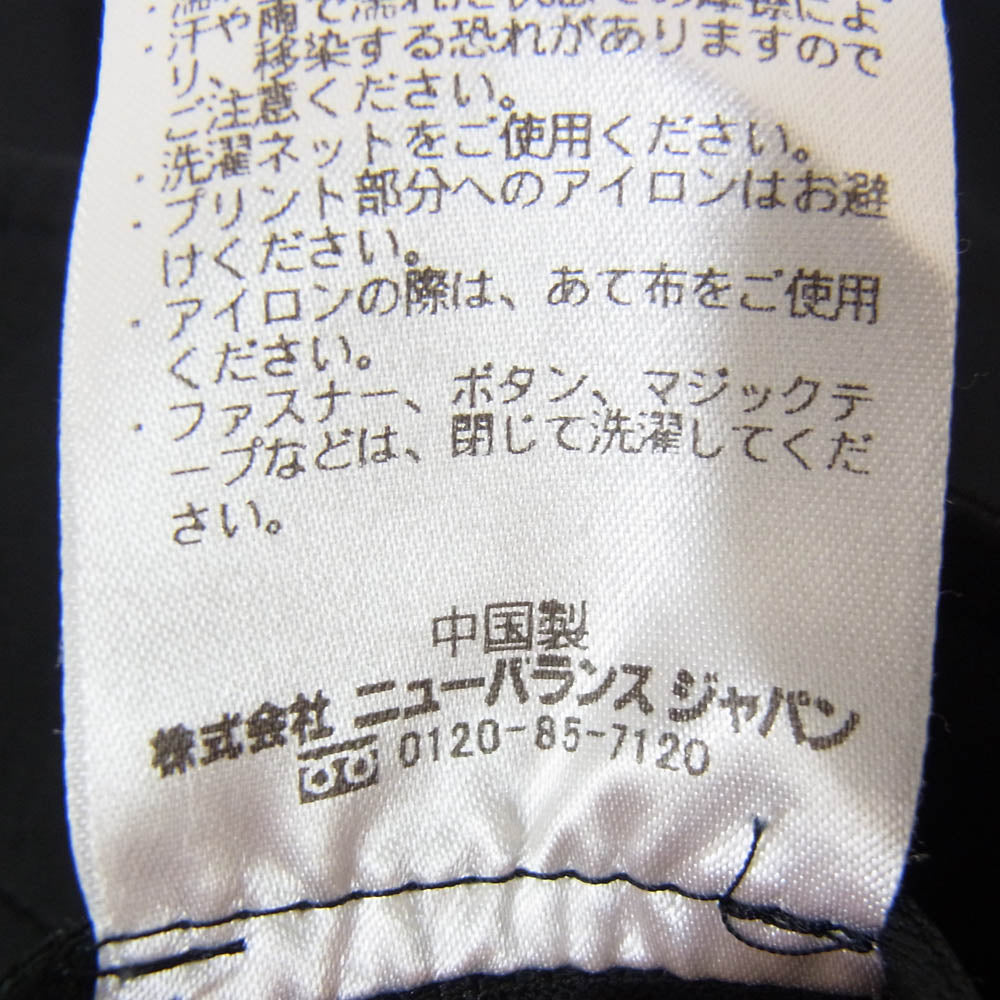 汗や雨で濡れた状態での摩擦によ
り、移染する恐れがありますので
ご注意ください。
・洗濯ネットをご使用ください。
・プリント部分へのアイロンはお避
けください。
・アイロンの際は、あて布をご使用
ください。
・ファスナー、ボタン、マジックテ
ープなどは、閉じて洗濯してくだ
さい。
中国製
株式会社 ニューバランス ジャパン
0120-85-7120